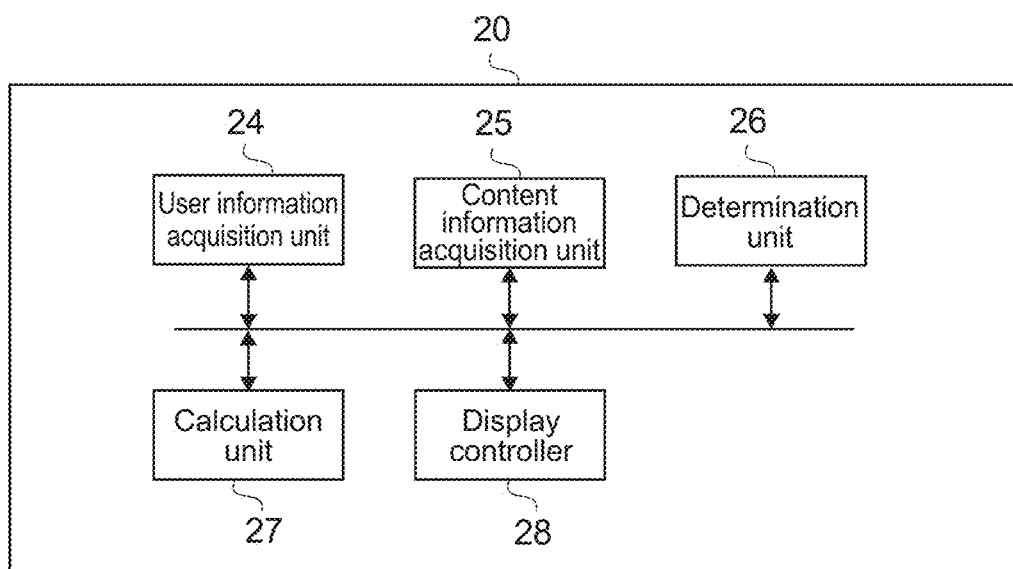 20
24
25
26
User information
acquisition unit
Content
information
acquisition unit
Determination
unit
Calculation
unit
Display
controller
27
28